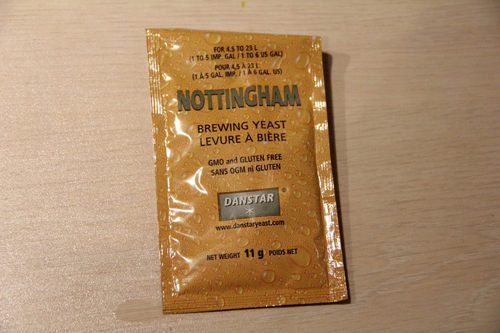 FOR 4,5 TO 23 L
(1 TO 5 IMP. GAL / 1 TO 6 US GAL)
POUR 4,5 À 23 L
(1 À 5 GAL. IMP. / 1 À 6 GAL. US)
NOTTINGHAM
BREWING YEAST
LEVURE À BIÈRE
GMO and GLUTEN FREE
SANS OGM ni GLUTEN
DANSTAR ®
www.danstaryeast.com
NET WEIGHT 11 g POIDS NET